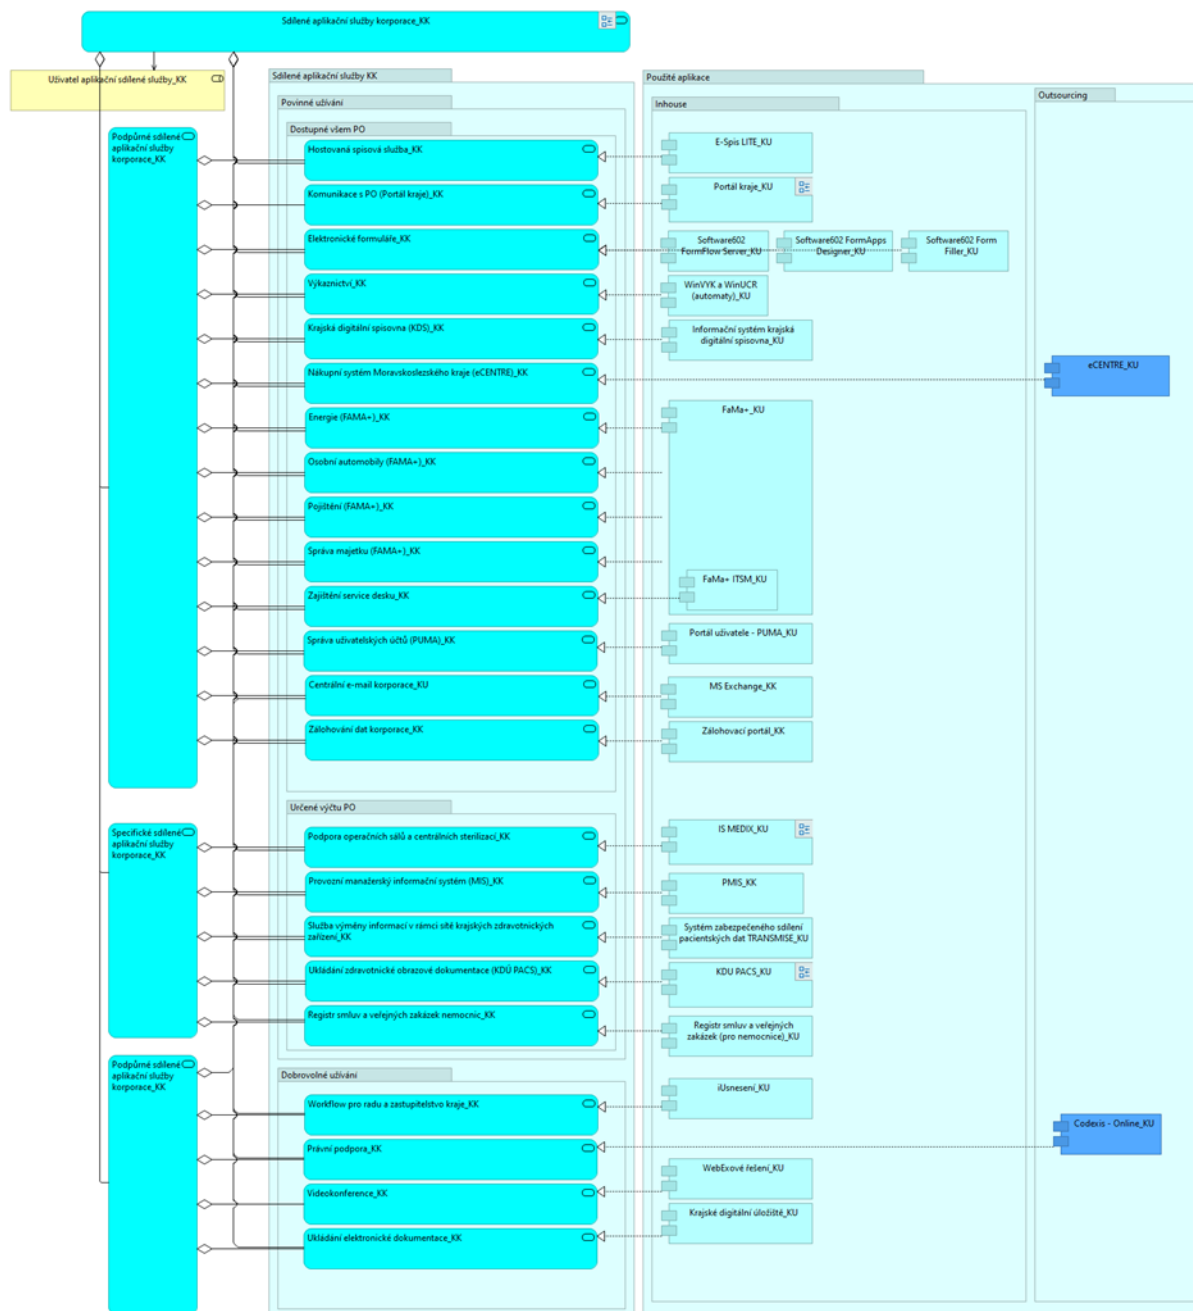 Sdílené aplikační služby korporace_KK
Uživatel aplikační sdílené služby_KK
Sdílené aplikační služby KK
Použité aplikace
Povinné užívání
Inhouse
Outsourcing
Dostupné všem PO
Podpůrné sdílené
aplikační služby
korporace_KK
Hostovaná spisová služba_KK
E-Spis LITE_KU
Komunikace s PO (Portál kraje)_KK
Portál kraje_KU
Elektronické formuláře_KK
Software602
FormFlow Server_KU
Software602 FormApps
Designer_KU
Software602 Form
Filler_KU
Výkaznictví_KK
WinVYK a WinUCR
(automaty)_KU
Krajská digitální spisovna (KDS)_KK
Informační systém krajská
digitální spisovna_KU
Nákupní systém Moravskoslezského kraje (eCENTRE)_KK
eCENTRE_KU
Energie (FAMA+)_KK
FaMa+_KU
Osobní automobily (FAMA+)_KK
Pojištění (FAMA+)_KK
Správa majetku (FAMA+)_KK
Zajištění service desku_KK
FaMa+ ITSM_KU
Správa uživatelských účtů (PUMA)_KK
Portál uživatele - PUMA_KU
Centrální e-mail korporace_KU
MS Exchange_KK
Zálohování dat korporace_KK
Zálohovací portál_KK
Určené výčtu PO
Specifické sdílené
aplikační služby
korporace_KK
Podpora operačních sálů a centrálních sterilizací_KK
IS MEDIX_KU
Provozní manažerský informační systém (MIS)_KK
PMIS_KK
Služba výměny informací v rámci sítě krajských zdravotnických
zařízení_KK
Systém zabezpečeného sdílení
pacientských dat TRANSMISE_KU
Ukládání zdravotnické obrazové dokumentace (KDÚ PACS)_KK
KDU PACS_KU
Registr smluv a veřejných zakázek nemocnic_KK
Registr smluv a veřejných
zakázek (pro nemocnice)_KU
Podpůrné sdílené
aplikační služby
korporace_KK
Dobrovolné užívání
Workflow pro radu a zastupitelstvo kraje_KK
iUsnesení_KU
Právní podpora_KK
Codexis - Online_KU
Videokonference_KK
WebExové řešení_KU
Ukládání elektronické dokumentace_KK
Krajské digitální úložiště_KU